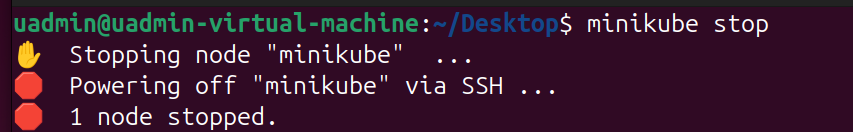 uadmin@uadmin-virtual-machine:~/Desktop$ minikube stop
✋  Stopping node "minikube"  ...
🛑  Powering off "minikube" via SSH ...
🛑  1 node stopped.